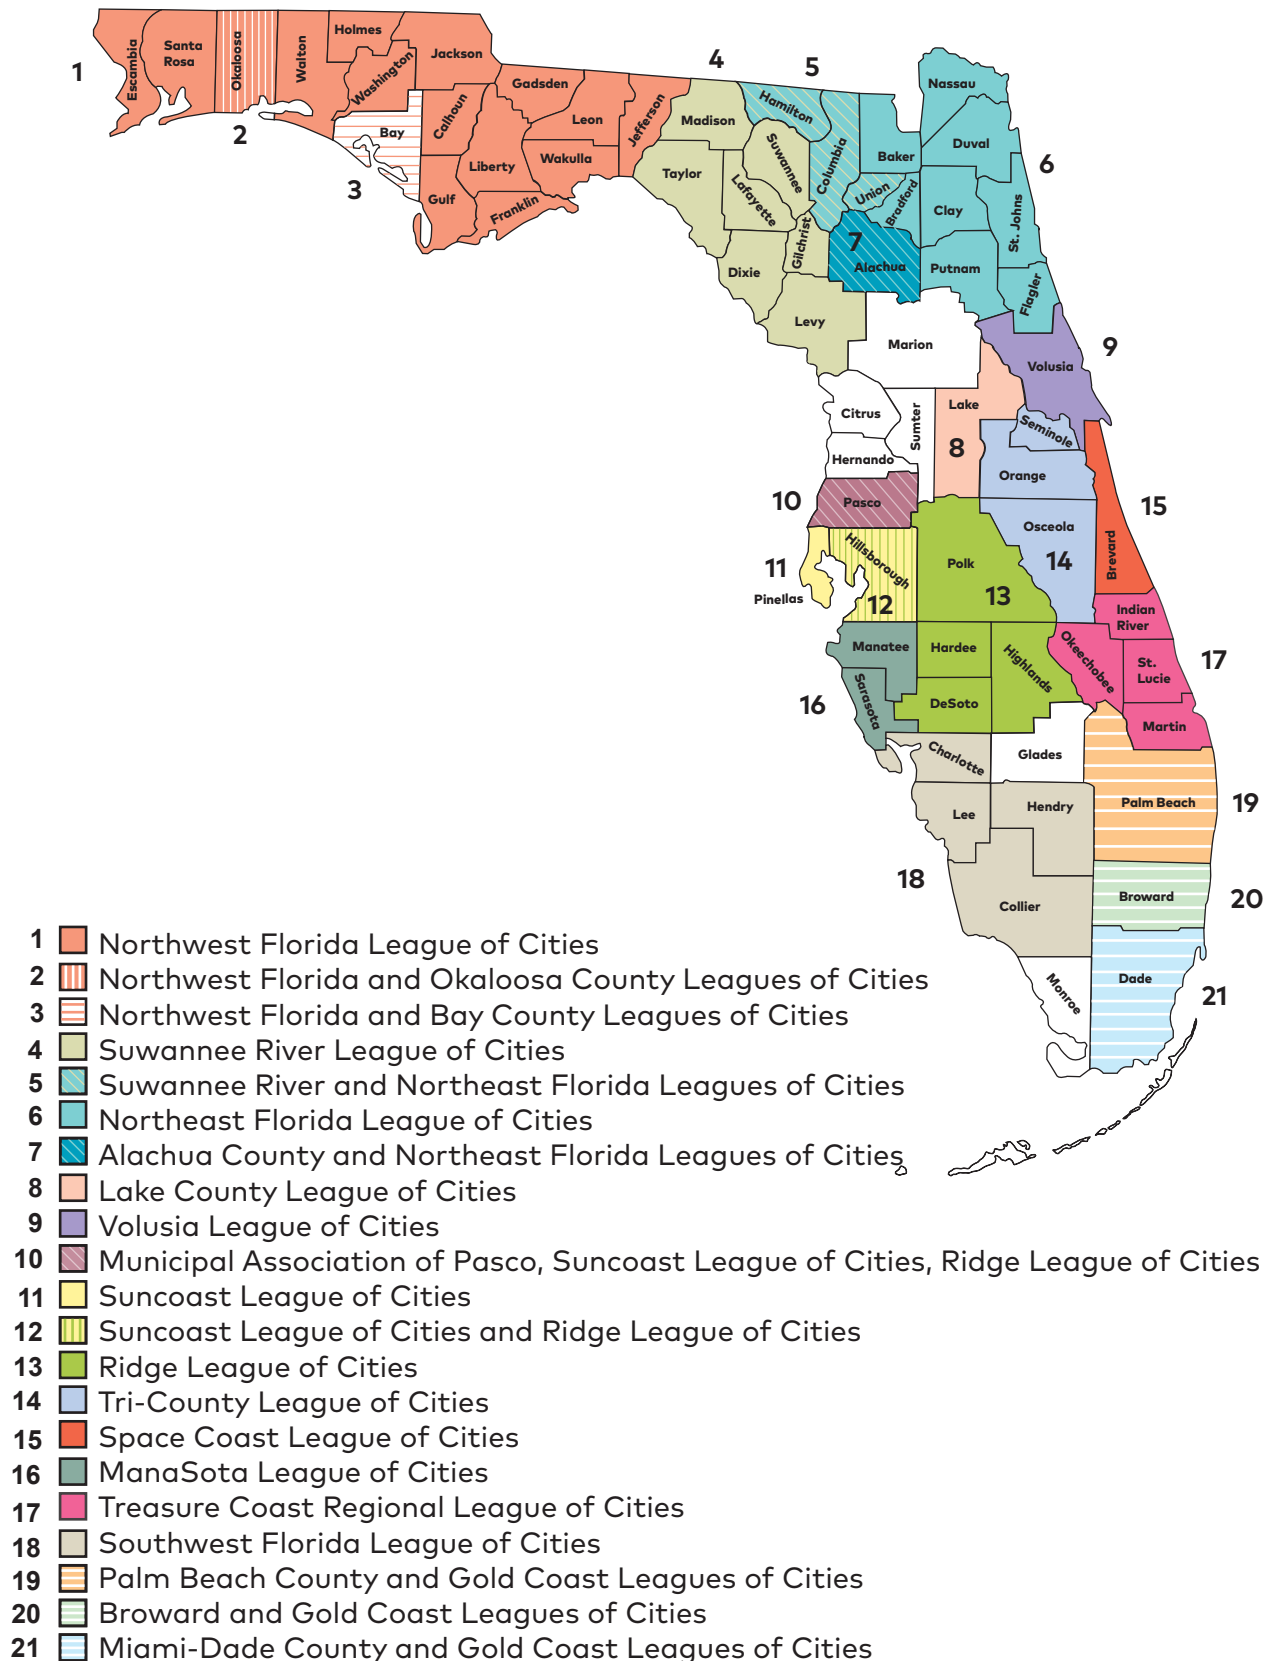 Escambia
Santa
Rosa
Okaloosa
Walton
Holmes
Washington
Jackson
1
2
Bay
3
Calhoun
Gulf
Liberty
Gadsden
Leon
Wakulla
Franklin
Jefferson
4
5
Madison
Taylor
Hamilton
Suwannee
Lafayette
Columbia
Baker
Union
Bradford
Nassau
Duval
6
Clay
St. Johns
Putnam
Flagler
7
Alachua
Gilchrist
Dixie
Levy
Marion
Volusia
9
Citrus
Sumter
Lake
8
Seminole
Hernando
Orange
10
Pasco
Osceola
14
15
Brevard
11
Pinellas
Hillsborough
12
Polk
13
Indian
River
Manatee
Hardee
Highlands
Okeechobee
St.
Lucie
17
16
Sarasota
DeSoto
Martin
Charlotte
Glades
Lee
Hendry
Palm Beach
19
18
Collier
Broward
20
Monroe
Dade
21
1 Northwest Florida League of Cities
2 Northwest Florida and Okaloosa County Leagues of Cities
3 Northwest Florida and Bay County Leagues of Cities
4 Suwannee River League of Cities
5 Suwannee River and Northeast Florida Leagues of Cities
6 Northeast Florida League of Cities
7 Alachua County and Northeast Florida Leagues of Cities
8 Lake County League of Cities
9 Volusia League of Cities
10 Municipal Association of Pasco, Suncoast League of Cities, Ridge League of Cities
11 Suncoast League of Cities
12 Suncoast League of Cities and Ridge League of Cities
13 Ridge League of Cities
14 Tri-County League of Cities
15 Space Coast League of Cities
16 ManaSota League of Cities
17 Treasure Coast Regional League of Cities
18 Southwest Florida League of Cities
19 Palm Beach County and Gold Coast Leagues of Cities
20 Broward and Gold Coast Leagues of Cities
21 Miami-Dade County and Gold Coast Leagues of Cities